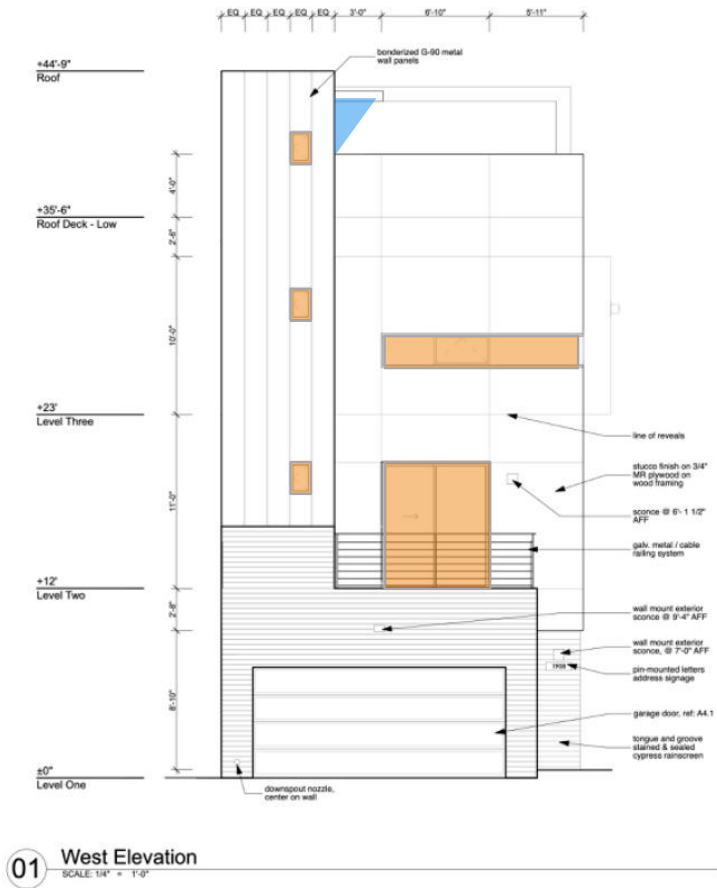 EQ EQ EQ EQ EQ 3'-0" 6'-10" 5'-11"
bonderized G-90 metal
wall panels
+44'-9"
Roof
4'-0"
+35'-6"
Roof Deck - Low
2'-6"
10'-0"
+23'
Level Three
line of reveals
stucco finish on 3/4"
MR plywood on
wood framing
11'-0"
sconce @ 6'- 1 1/2"
AFF
galv. metal / cable
railing system
+12'
Level Two
2'-8"
wall mount exterior
sconce @ 9'-4" AFF
wall mount exterior
sconce, @ 7'-0" AFF
pin-mounted letters
address signage
8'-10"
garage door, ref: A4.1
tongue and groove
stained & sealed
cypress rainscreen
±0"
Level One
downspout nozzle,
center on wall
01 West Elevation
SCALE: 1/4" = 1'-0"